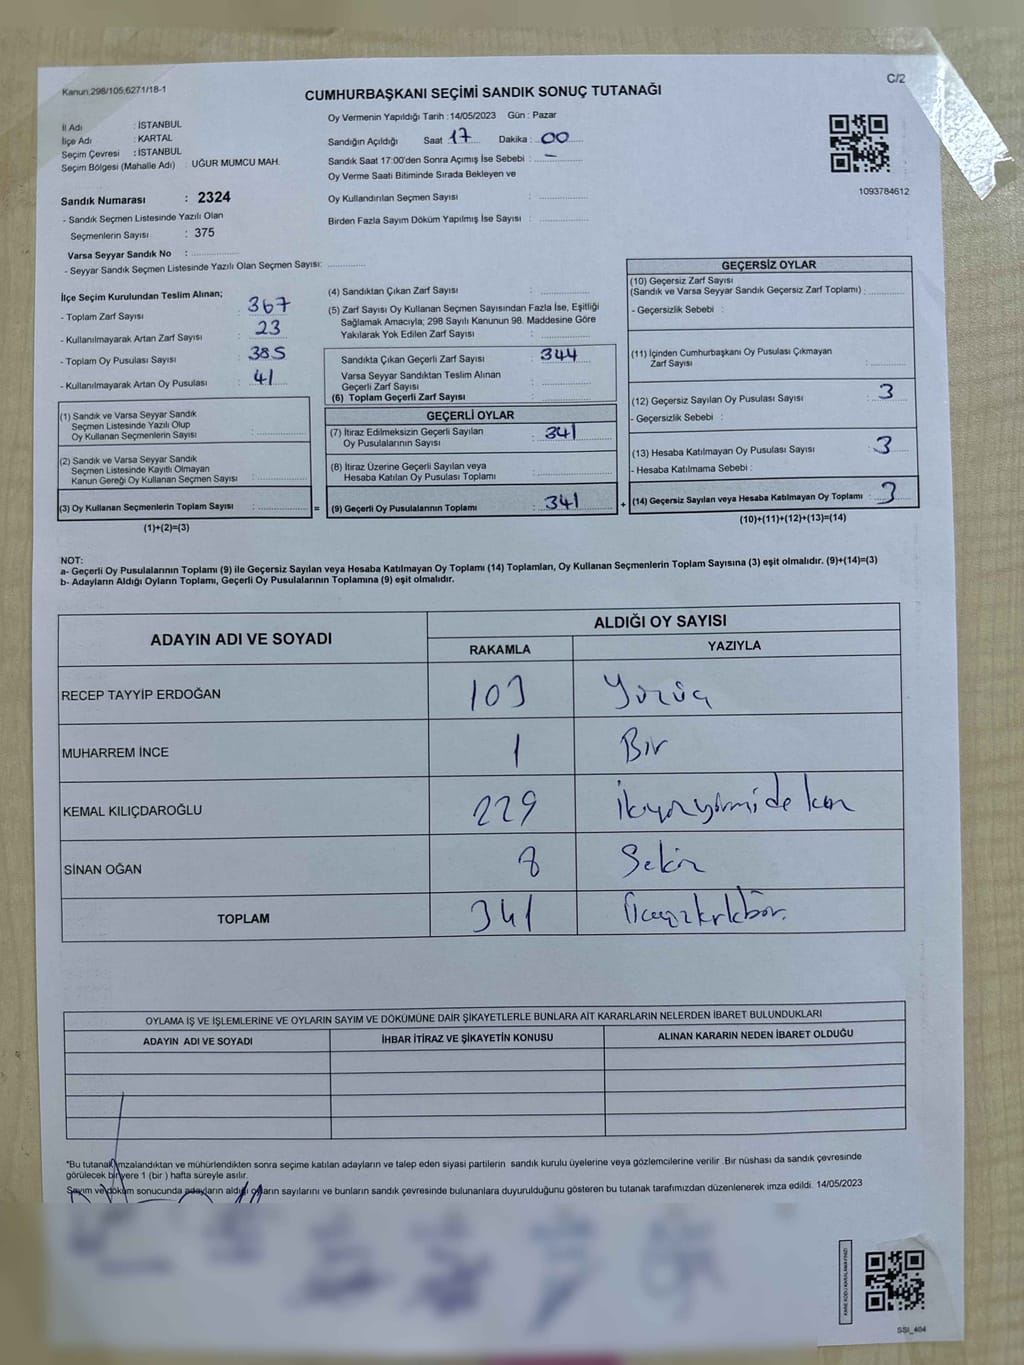 Kanun:298/105,6271/18-1
C/2
CUMHURBAŞKANI SEÇİMİ SANDIK SONUÇ TUTANAĞI
İl Adı : İSTANBUL
İlçe Adı : KARTAL
Seçim Çevresi : İSTANBUL
Seçim Bölgesi (Mahalle Adı) : UĞUR MUMCU MAH.
Sandık Numarası : 2324
- Sandık Seçmen Listesinde Yazılı Olan
Seçmenlerin Sayısı : 375
Varsa Seyyar Sandık No :
- Seyyar Sandık Seçmen Listesinde Yazılı Olan Seçmen Sayısı:
Oy Vermenin Yapıldığı Tarih :14/05/2023 Gün : Pazar
Sandığın Açıldığı Saat 17 Dakika : 00
Sandık Saat 17:00'den Sonra Açımış İse Sebebi : -
Oy Verme Saati Bitiminde Sırada Bekleyen ve
Oy Kullandırılan Seçmen Sayısı :
Birden Fazla Sayım Döküm Yapılmış İse Sayısı :
1093784612
İlçe Seçim Kurulundan Teslim Alınan;
- Toplam Zarf Sayısı : 367
- Kullanılmayarak Artan Zarf Sayısı : 23
- Toplam Oy Pusulası Sayısı : 385
- Kullanılmayarak Artan Oy Pusulası : 41
(1) Sandık ve Varsa Seyyar Sandık
Seçmen Listesinde Yazılı Olup
Oy Kullanan Seçmenlerin Sayısı :
(2) Sandık ve Varsa Seyyar Sandık
Seçmen Listesinde Kayıtlı Olmayan
Kanun Gereği Oy Kullanan Seçmen Sayısı :
(3) Oy Kullanan Seçmenlerin Toplam Sayısı : =
(1)+(2)=(3)
(4) Sandıktan Çıkan Zarf Sayısı :
(5) Zarf Sayısı Oy Kullanan Seçmen Sayısından Fazla İse, Eşitliği
Sağlamak Amacıyla; 298 Sayılı Kanunun 98. Maddesine Göre
Yakılarak Yok Edilen Zarf Sayısı :
Sandıkta Çıkan Geçerli Zarf Sayısı : 344
Varsa Seyyar Sandıktan Teslim Alınan
Geçerli Zarf Sayısı :
(6) Toplam Geçerli Zarf Sayısı :
GEÇERLİ OYLAR
(7) İtiraz Edilmeksizin Geçerli Sayılan
Oy Pusulalarının Sayısı : 341
(8) İtiraz Üzerine Geçerli Sayılan veya
Hesaba Katılan Oy Pusulası Toplamı :
(9) Geçerli Oy Pusulalarının Toplamı : 341 +
GEÇERSİZ OYLAR
(10) Geçersiz Zarf Sayısı
(Sandık ve Varsa Seyyar Sandık Geçersiz Zarf Toplamı) :
- Geçersizlik Sebebi :
(11) İçinden Cumhurbaşkanı Oy Pusulası Çıkmayan
Zarf Sayısı :
(12) Geçersiz Sayılan Oy Pusulası Sayısı : 3
- Geçersizlik Sebebi :
(13) Hesaba Katılmayan Oy Pusulası Sayısı : 3
- Hesaba Katılmama Sebebi :
(14) Geçersiz Sayılan veya Hesaba Katılmayan Oy Toplamı : 3
(10)+(11)+(12)+(13)=(14)
NOT:
a- Geçerli Oy Pusulalarının Toplamı (9) ile Geçersiz Sayılan veya Hesaba Katılmayan Oy Toplamı (14) Toplamları, Oy Kullanan Seçmenlerin Toplam Sayısına (3) eşit olmalıdır. (9)+(14)=(3)
b- Adayların Aldığı Oyların Toplamı, Geçerli Oy Pusulalarının Toplamına (9) eşit olmalıdır.
ADAYIN ADI VE SOYADI
ALDIĞI OY SAYISI
RAKAMLA YAZIYLA
RECEP TAYYİP ERDOĞAN 103 Yüzüç
MUHARREM İNCE 1 Bir
KEMAL KILIÇDAROĞLU 229 ikiyüzyirmidokuz
SİNAN OĞAN 8 Sekiz
TOPLAM 341 Üçyüzkırkbir.
OYLAMA İŞ VE İŞLEMLERİNE VE OYLARIN SAYIM VE DÖKÜMÜNE DAİR ŞİKAYETLERLE BUNLARA AİT KARARLARIN NELERDEN İBARET BULUNDUKLARI
ADAYIN ADI VE SOYADI İHBAR İTİRAZ VE ŞİKAYETİN KONUSU ALINAN KARARIN NEDEN İBARET OLDUĞU
"Bu tutanak imzalandıktan ve mühürlendikten sonra seçime katılan adayların ve talep eden siyasi partilerin sandık kurulu üyelerine veya gözlemcilerine verilir .Bir nüshası da sandık çevresinde
görülecek bir yere 1 (bir ) hafta süreyle asılır.
Sayım ve döküm sonucunda adayların aldığı oyların sayılarını ve bunların sandık çevresinde bulunanlara duyurulduğunu gösteren bu tutanak tarafımızdan düzenlenerek imza edildi. 14/05/2023
SSI_404